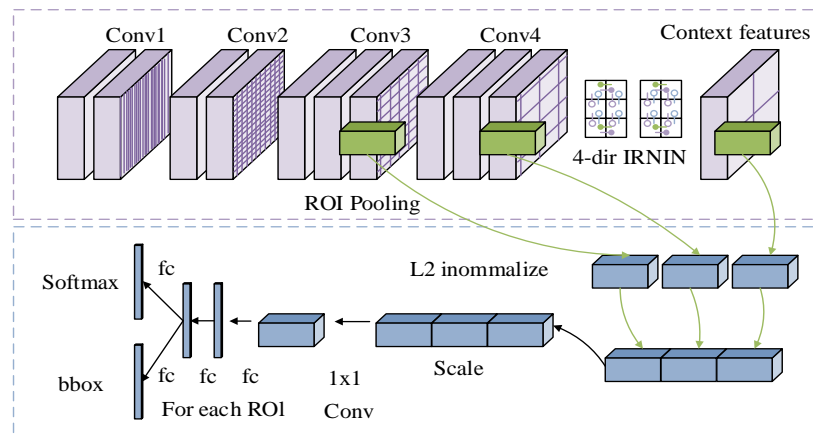 Conv1
Conv2
Conv3
Conv4
Context features
4-dir IRNIN
ROI Pooling
L2 inommalize
fc
Softmax
bbox
fc
fc
fc
1x1
Scale
For each ROl
Conv